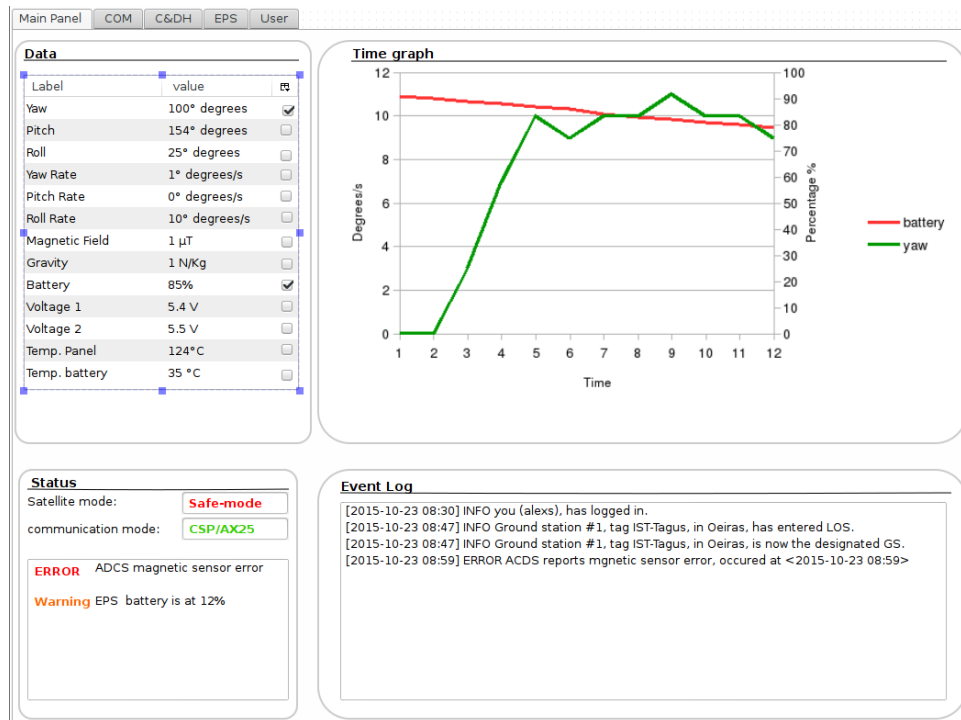 Main Panel COM C&DH EPS User
Data
Label value
Yaw 100° degrees
Pitch 154° degrees
Roll 25° degrees
Yaw Rate 1° degrees/s
Pitch Rate 0° degrees/s
Roll Rate 10° degrees/s
Magnetic Field 1 µT
Gravity 1 N/Kg
Battery 85%
Voltage 1 5.4 V
Voltage 2 5.5 V
Temp. Panel 124°C
Temp. battery 35 °C
Time graph
12 100
90
10 80
8 70
60
6 50
40
4 30
2 20
10
0 0
Degrees/s
Percentage %
1 2 3 4 5 6 7 8 9 10 11 12
Time
battery
yaw
Status
Satellite mode: Safe-mode
communication mode: CSP/AX25
ERROR ADCS magnetic sensor error
Warning EPS battery is at 12%
Event Log
[2015-10-23 08:30] INFO you (alexs), has logged in.
[2015-10-23 08:47] INFO Ground station #1, tag IST-Tagus, in Oeiras, has entered LOS.
[2015-10-23 08:47] INFO Ground station #1, tag IST-Tagus, in Oeiras, is now the designated GS.
[2015-10-23 08:59] ERROR ACDS reports mgnetic sensor error, occured at <2015-10-23 08:59>